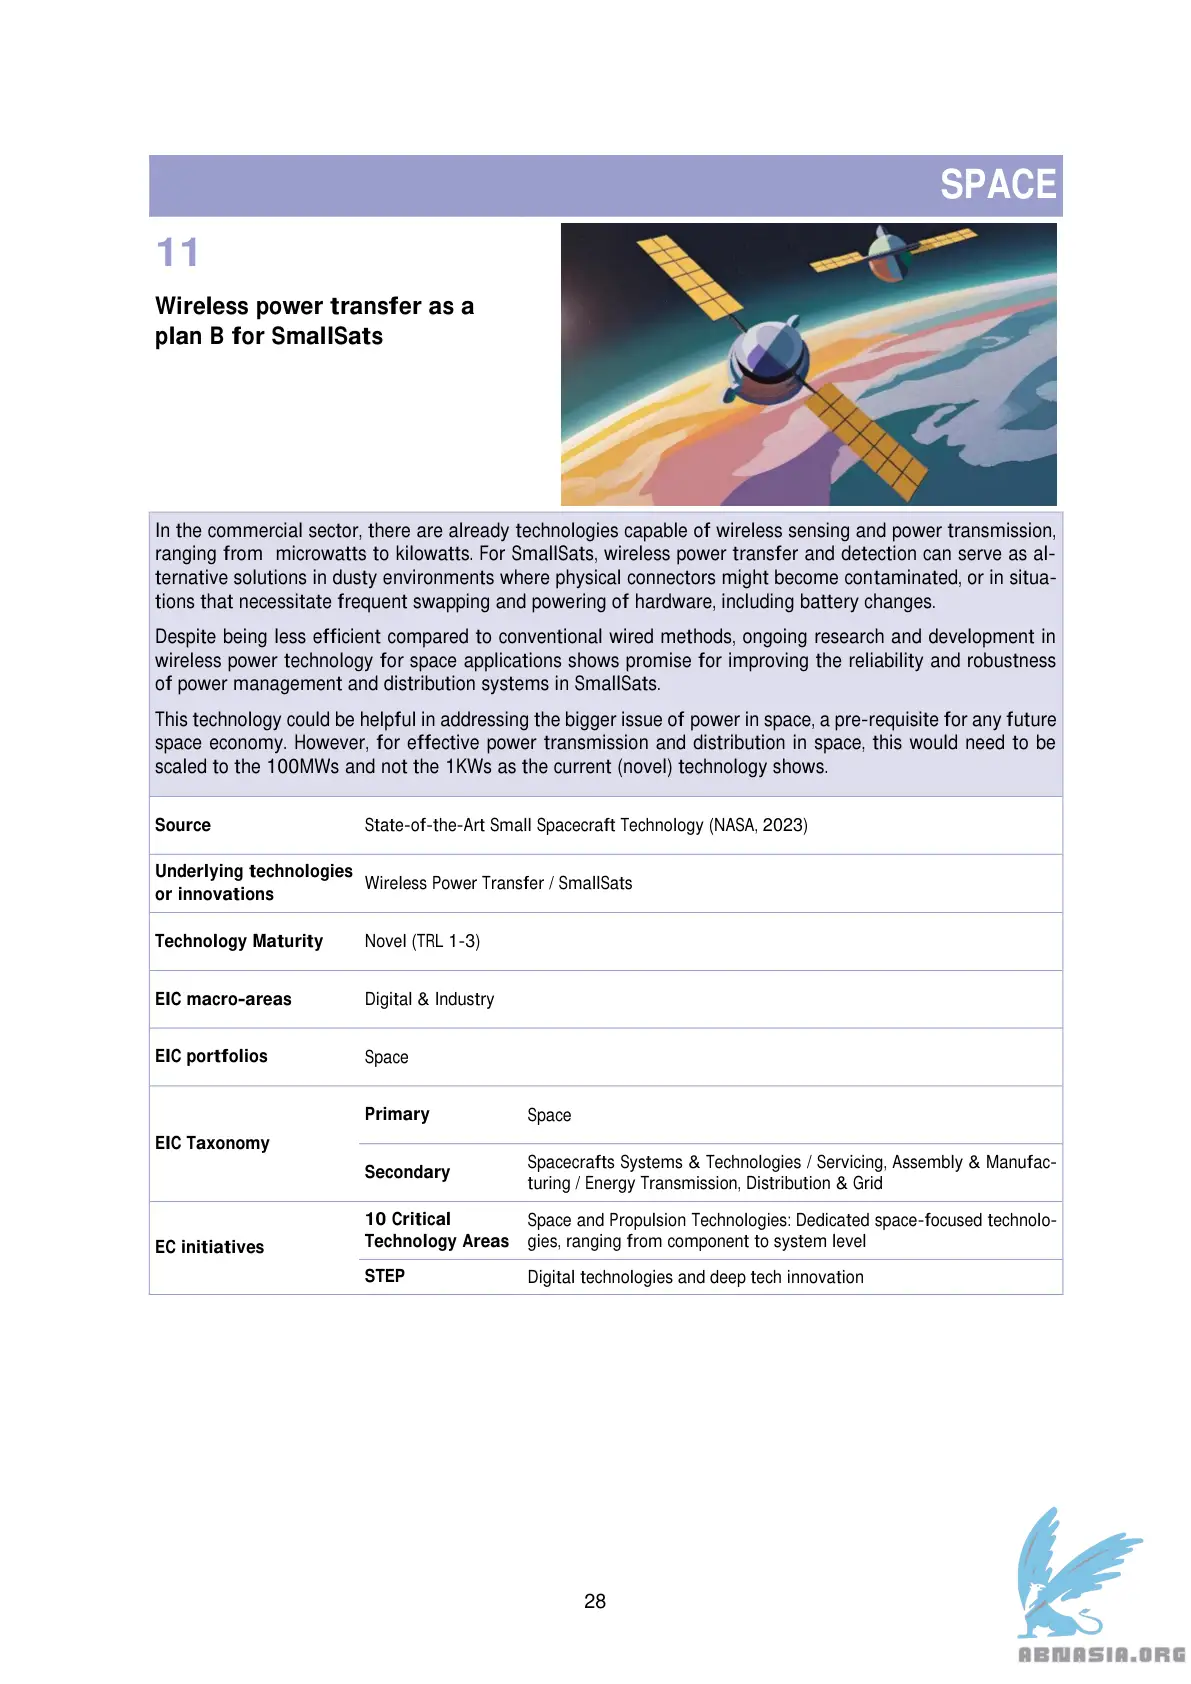 SPACE
11
Wireless power transfer as a
plan B for SmallSats
In the commercial sector, there are already technologies capable of wireless sensing and power transmission,
ranging from  microwatts to kilowatts. For SmallSats, wireless power transfer and detection can serve as al-
ternative solutions in dusty environments where physical connectors might become contaminated, or in situa-
tions that necessitate frequent swapping and powering of hardware, including battery changes.
Despite being less efficient compared to conventional wired methods, ongoing research and development in
wireless power technology for space applications shows promise for improving the reliability and robustness
of power management and distribution systems in SmallSats.
This technology could be helpful in addressing the bigger issue of power in space, a pre-requisite for any future
space economy. However, for effective power transmission and distribution in space, this would need to be
scaled to the 100MWs and not the 1KWs as the current (novel) technology shows.
Source
State-of-the-Art Small Spacecraft Technology (NASA, 2023)
Underlying technologies
or innovations
Wireless Power Transfer / SmallSats
Technology Maturity
Novel (TRL 1-3)
EIC macro-areas
Digital & Industry
EIC portfolios
Space
EIC Taxonomy
Primary
Space
Secondary
Spacecrafts Systems & Technologies / Servicing, Assembly & Manufac-
turing / Energy Transmission, Distribution & Grid
EC initiatives
10 Critical
Technology Areas
Space and Propulsion Technologies: Dedicated space-focused technolo-
gies, ranging from component to system level
STEP
Digital technologies and deep tech innovation
28
ABNASIA.ORG